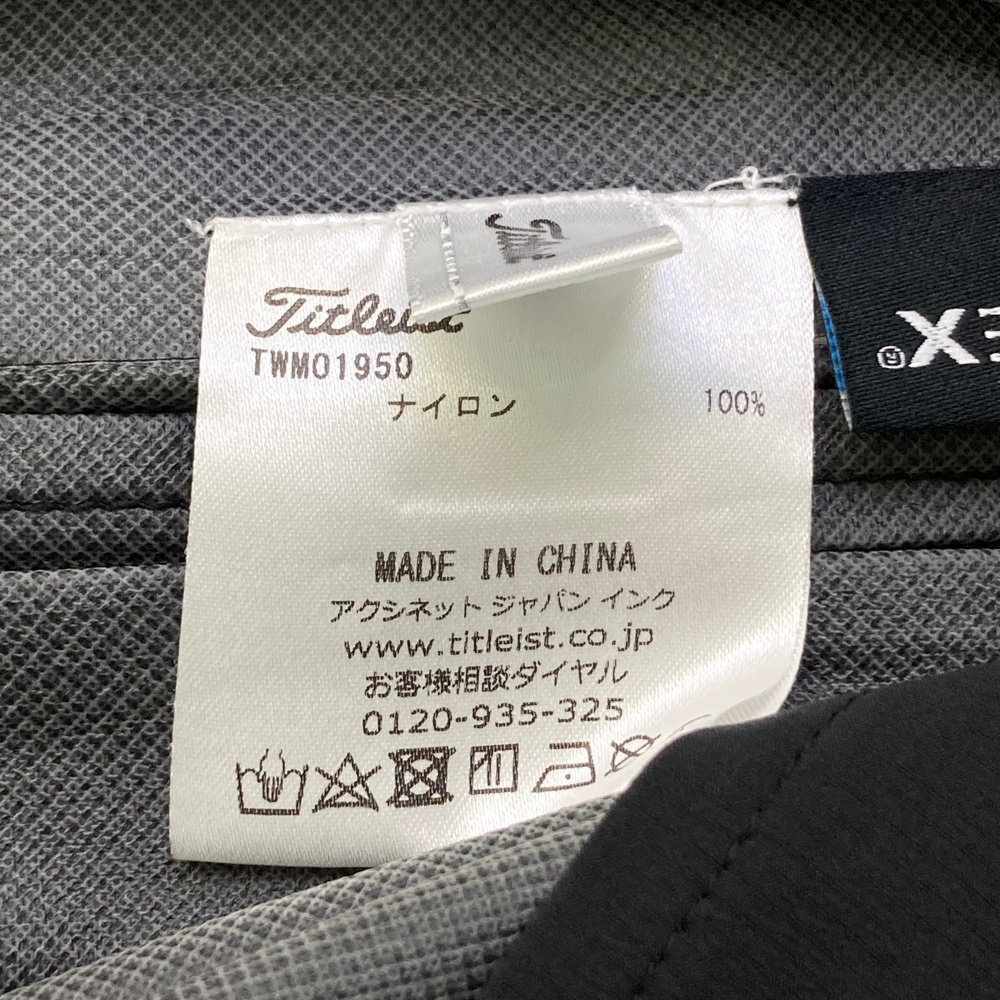 Titleist
TWM01950
ナイロン 100%
MADE IN CHINA
アクシネット ジャパン インク
www.titleist.co.jp
お客様相談ダイヤル
0120-935-325
EX®